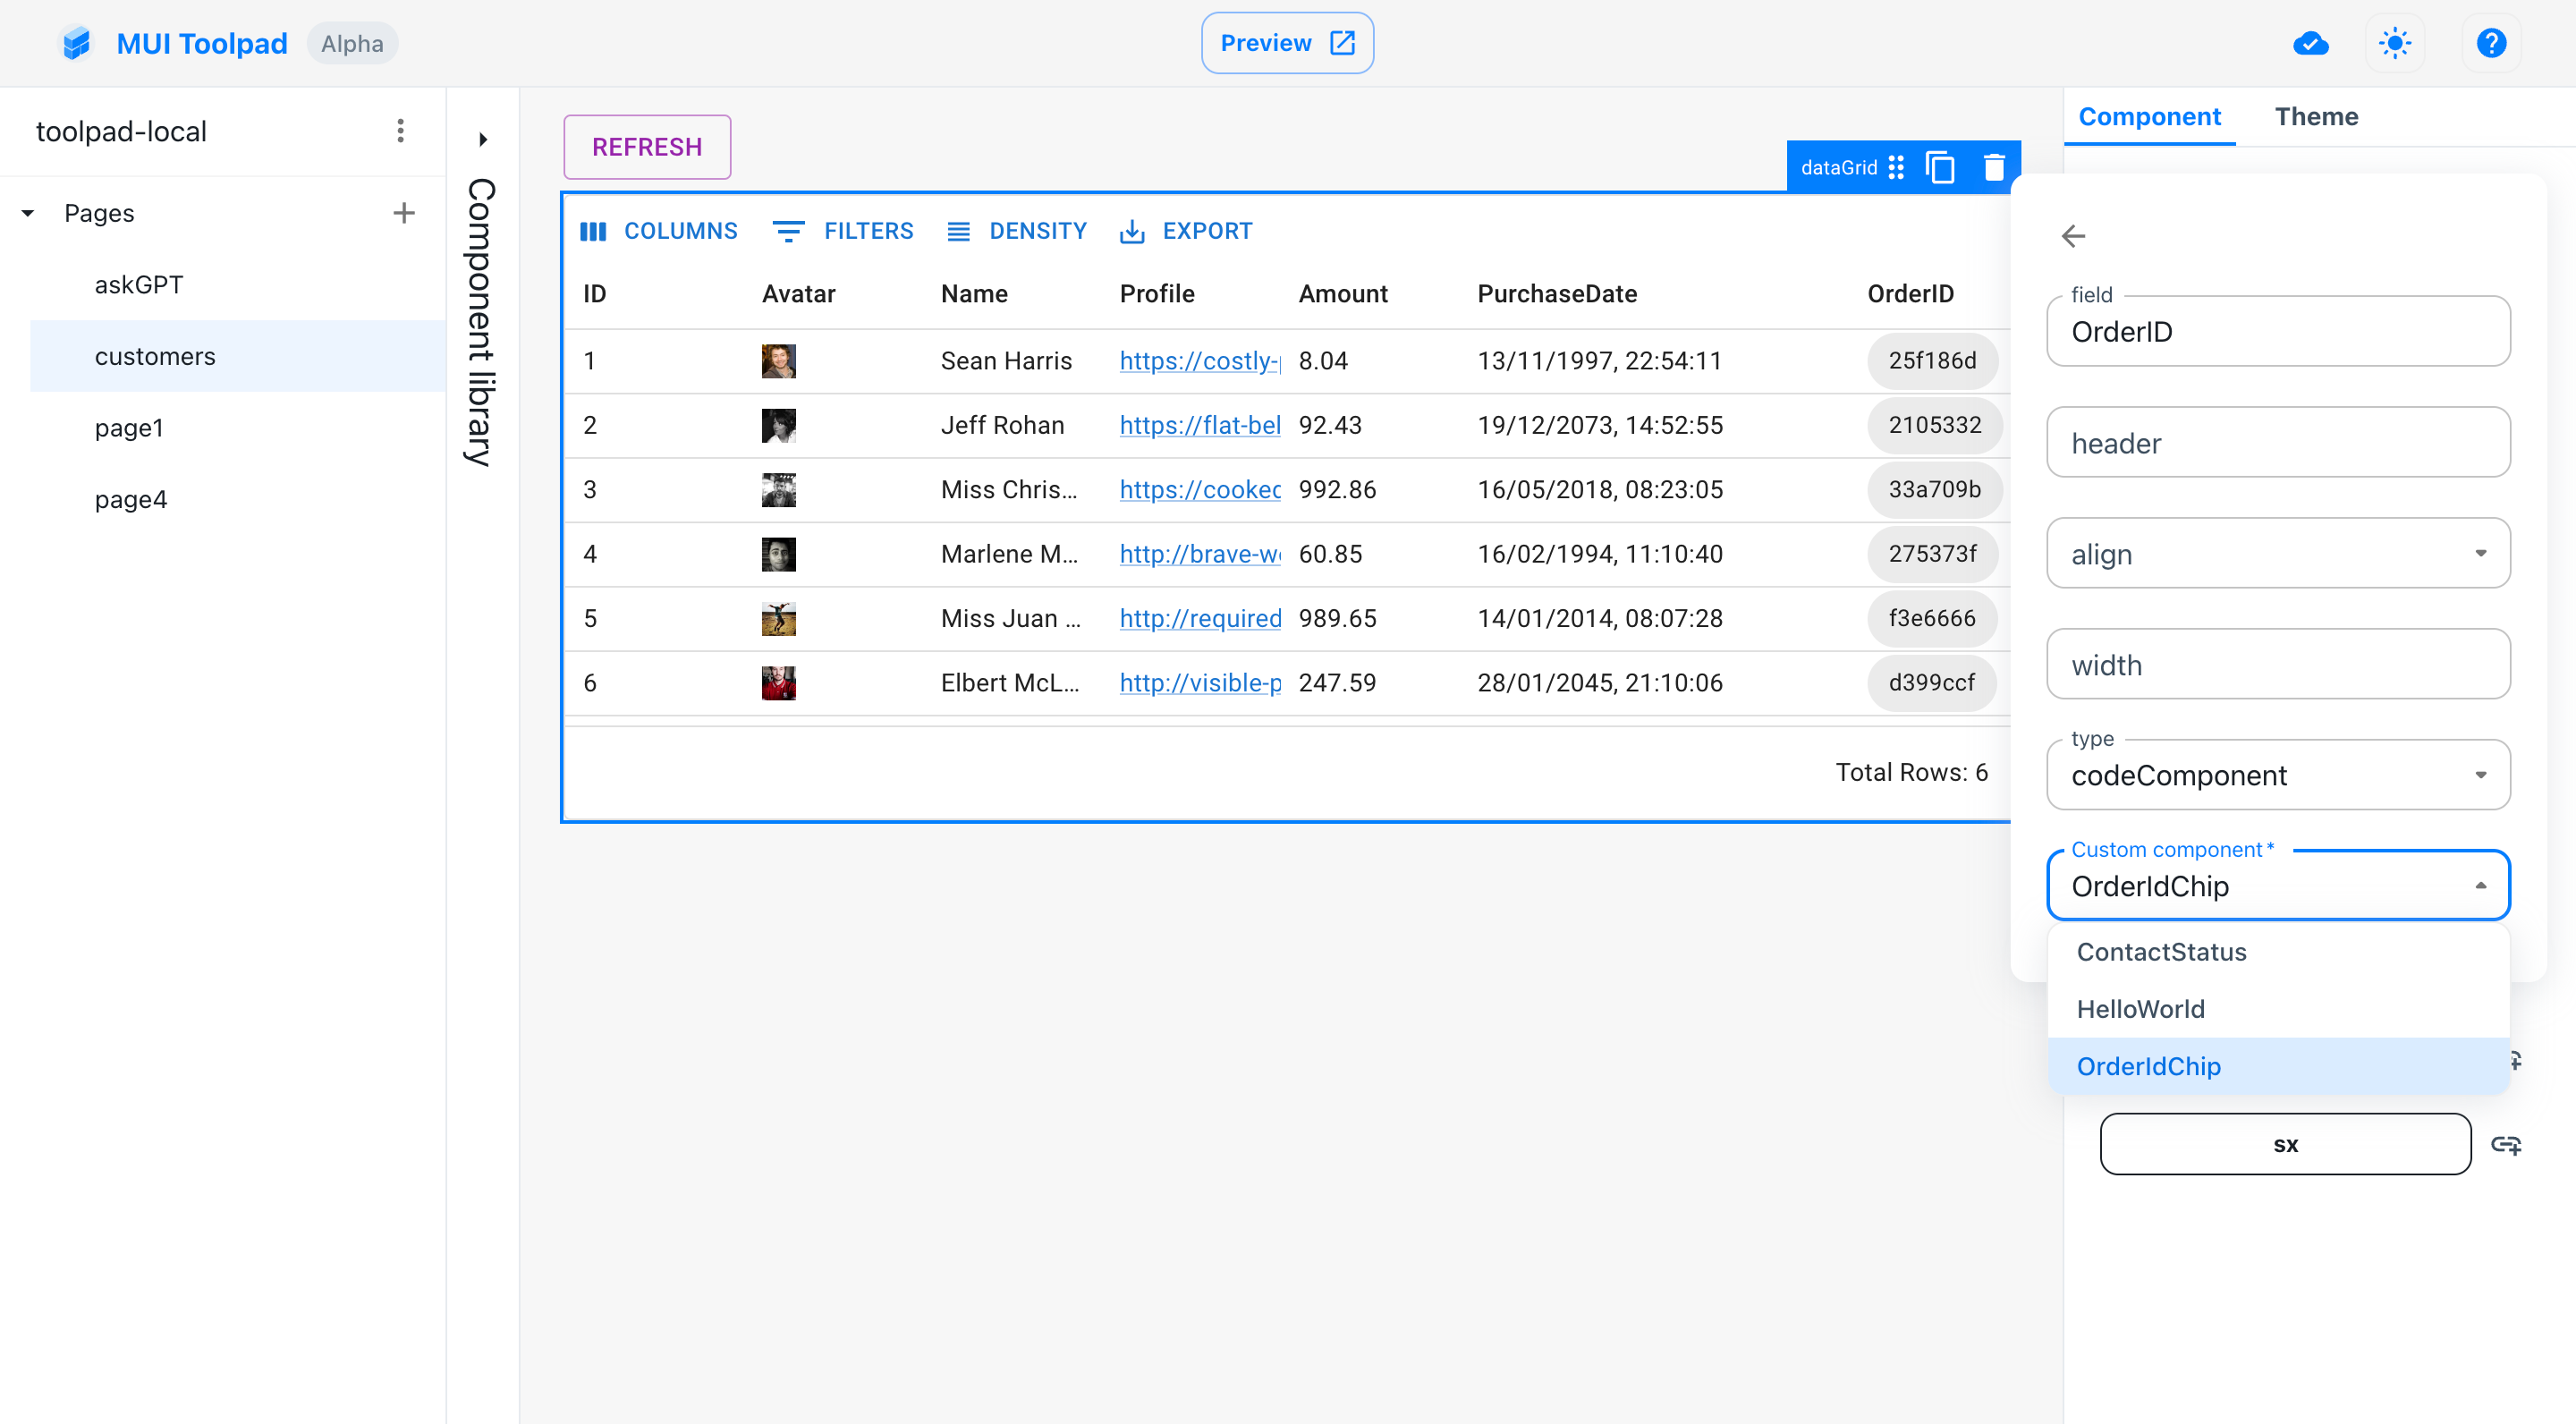 MUI Toolpad Alpha
Preview
toolpad-local
Pages
askGPT
customers
page1
page4
Component library
REFRESH
dataGrid
COLUMNS FILTERS DENSITY EXPORT
ID Avatar Name Profile Amount PurchaseDate OrderID
1 Sean Harris https://costly- 8.04 13/11/1997, 22:54:11 25f186d
2 Jeff Rohan https://flat-bel 92.43 19/12/2073, 14:52:55 2105332
3 Miss Chris... https://cooked 992.86 16/05/2018, 08:23:05 33a709b
4 Marlene M... http://brave-w 60.85 16/02/1994, 11:10:40 275373f
5 Miss Juan ... http://required 989.65 14/01/2014, 08:07:28 f3e6666
6 Elbert McL... http://visible-p 247.59 28/01/2045, 21:10:06 d399ccf
Total Rows: 6
Component Theme
field
OrderID
header
align
width
type
codeComponent
Custom component *
OrderIdChip
ContactStatus
HelloWorld
OrderIdChip
sx